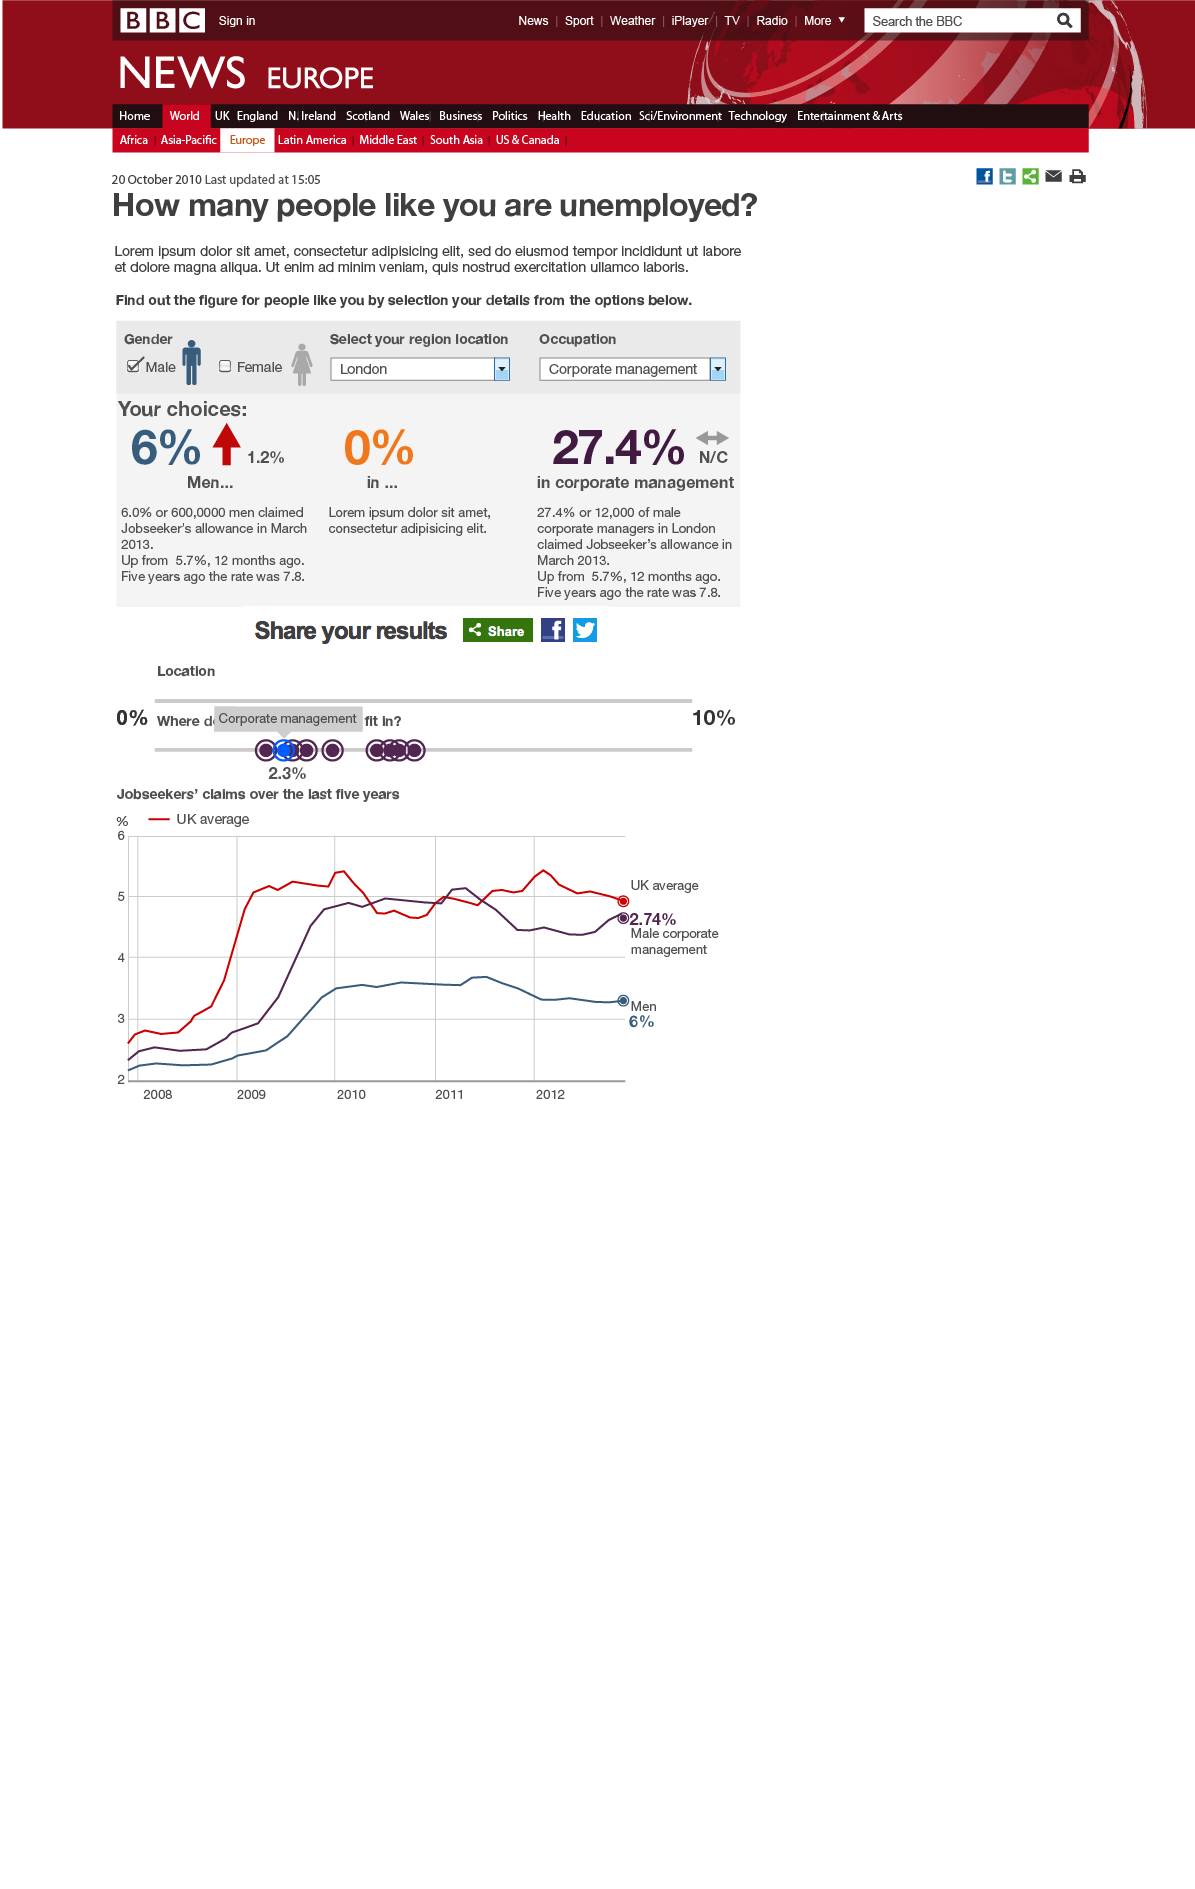 BBC Sign in News Sport Weather iPlayer TV Radio More Search the BBC
NEWS EUROPE
Home World UK England N. Ireland Scotland Wales Business Politics Health Education Sci/Environment Technology Entertainment & Arts
Africa Asia-Pacific Europe Latin America Middle East South Asia US & Canada
20 October 2010 Last updated at 15:05
How many people like you are unemployed?
Lorem ipsum dolor sit amet, consectetur adipisicing elit, sed do eiusmod tempor incididunt ut labore
et dolore magna aliqua. Ut enim ad minim veniam, quis nostrud exercitation ullamco laboris.
Find out the figure for people like you by selection your details from the options below.
Gender Select your region location Occupation
Male Female London Corporate management
Your choices:
6% 1.2% 0% 27.4% N/C
Men... in ... in corporate management
6.0% or 600,0000 men claimed
Jobseeker's allowance in March
2013.
Up from 5.7%, 12 months ago.
Five years ago the rate was 7.8.
Lorem ipsum dolor sit amet,
consectetur adipisicing elit.
27.4% or 12,000 of male
corporate managers in London
claimed Jobseeker's allowance in
March 2013.
Up from 5.7%, 12 months ago.
Five years ago the rate was 7.8.
Share your results Share
Location
0% Where Corporate management fit in? 10%
2.3%
Jobseekers' claims over the last five years
% UK average
6
5
4
3
2
UK average
2.74%
Male corporate
management
Men
6%
2008 2009 2010 2011 2012